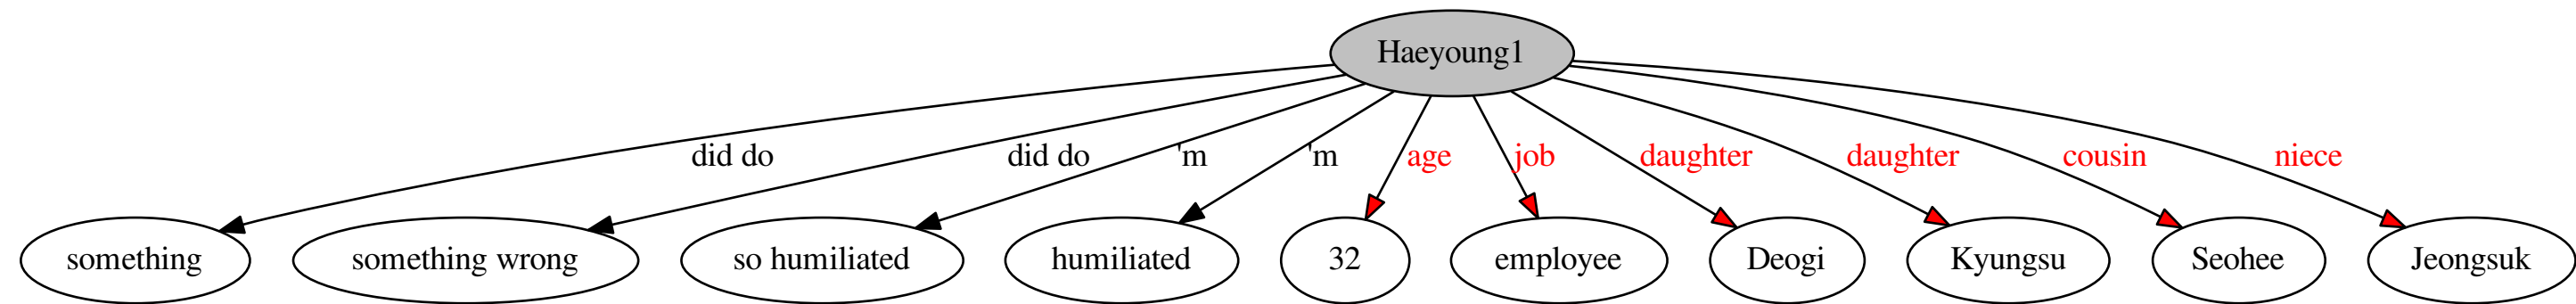 Haeyoung1
did do did do 'm 'm age job daughter daughter cousin niece
something something wrong so humiliated humiliated 32 employee Deogi Kyungsu Seohee Jeongsuk